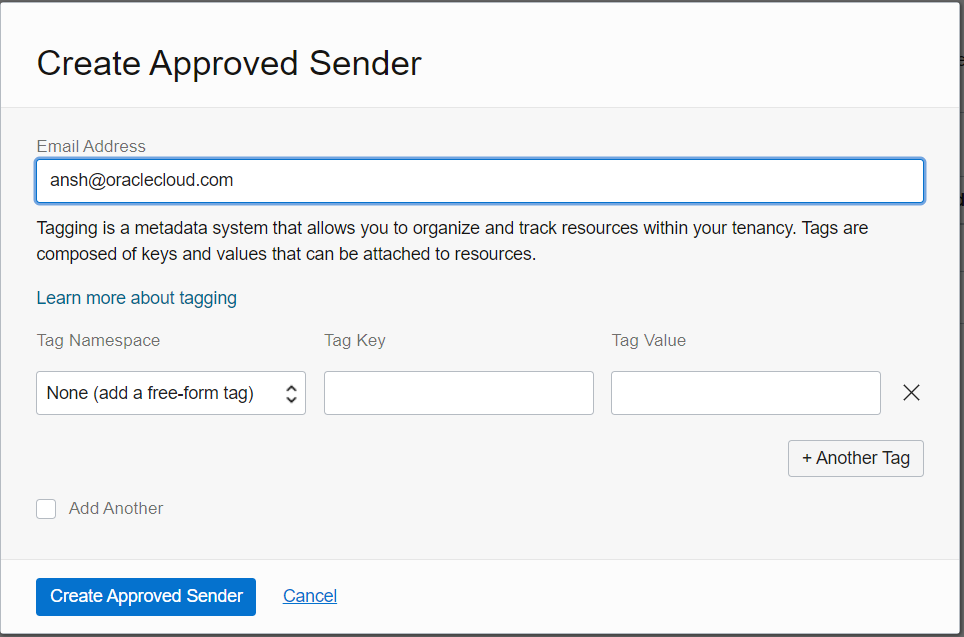 Create Approved Sender
Email Address
ansh@oraclecloud.com
Tagging is a metadata system that allows you to organize and track resources within your tenancy. Tags are
composed of keys and values that can be attached to resources.
Learn more about tagging
Tag Namespace Tag Key Tag Value
None (add a free-form tag)
+ Another Tag
Add Another
Create Approved Sender Cancel